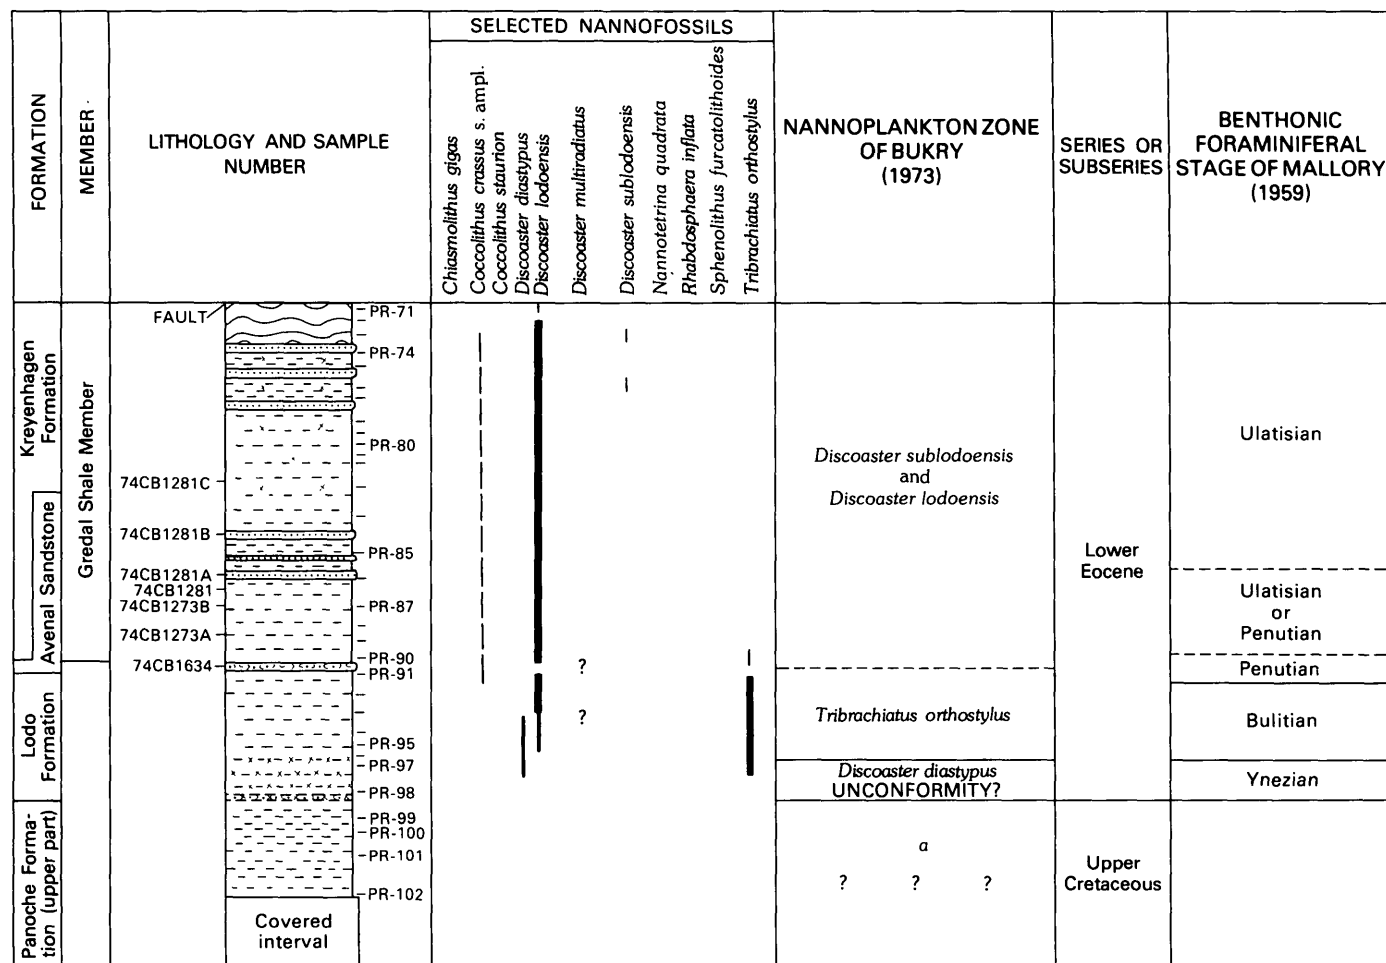 FORMATION
MEMBER
LITHOLOGY AND SAMPLE
NUMBER
SELECTED NANNOFOSSILS
Chiasmolithus gigas
Coccolithus crassus s. ampl.
Coccolithus staurion
Discoaster diastypus
Discoaster lodoensis
Discoaster multiradiatus
Discoaster sublodoensis
Nannotetrina quadrata
Rhabdosphaera inflata
Sphenolithus furcatolithoides
Tribrachiatus orthostylus
NANNOPLANKTON ZONE
OF BUKRY
(1973)
SERIES OR
SUBSERIES
BENTHONIC
FORAMINIFERAL
STAGE OF MALLORY
(1959)
Kreyenhagen
Formation
Avenal Sandstone
Lodo
Formation
Panoche Forma-
tion (upper part)
Gredal Shale Member
FAULT
74CB1281C
74CB1281B
74CB1281A
74CB1281
74CB1273B
74CB1273A
74CB1634
PR-71
PR-74
PR-80
PR-85
PR-87
PR-90
PR-91
PR-95
PR-97
PR-98
PR-99
PR-100
PR-101
PR-102
Covered
interval
?
?
Discoaster sublodoensis
and
Discoaster lodoensis
Tribrachiatus orthostylus
Discoaster diastypus
UNCONFORMITY?
a
? ? ?
Lower
Eocene
Upper
Cretaceous
Ulatisian
Ulatisian
or
Penutian
Penutian
Bulitian
Ynezian